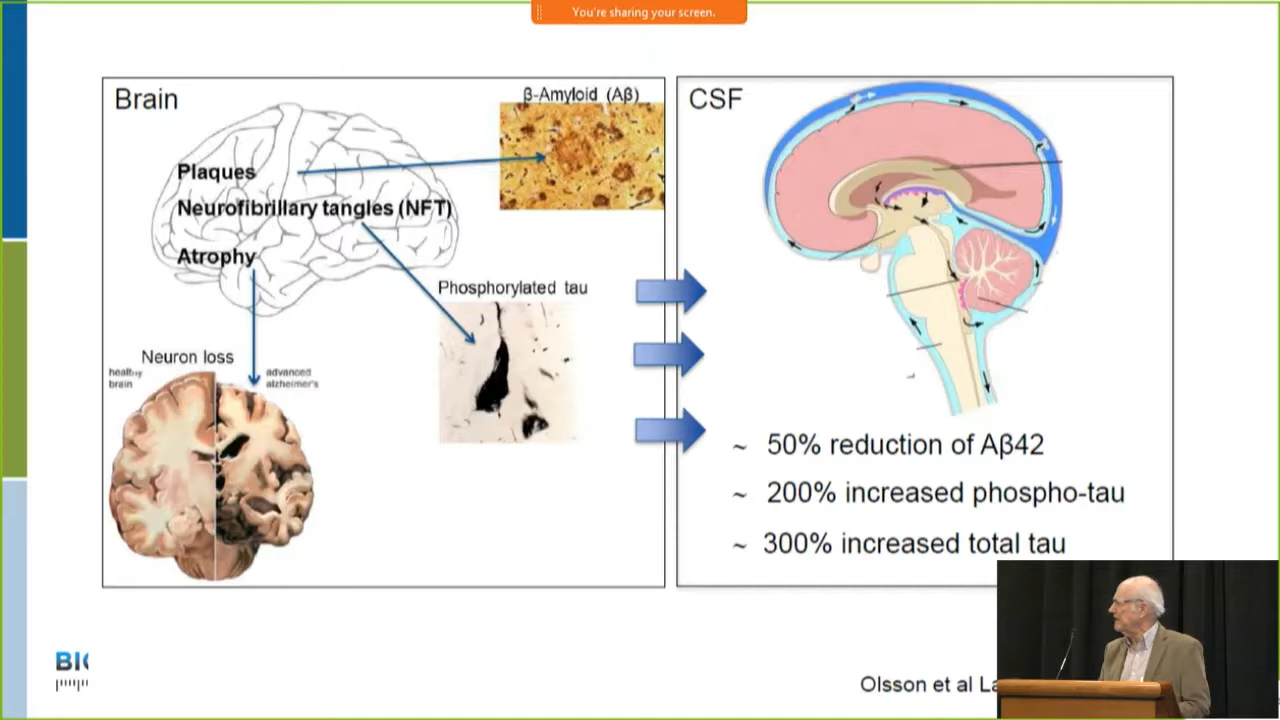 You're sharing your screen.
Brain
β-Amyloid (Aβ)
Plaques
Neurofibrillary tangles (NFT)
Atrophy
Phosphorylated tau
Neuron loss
healthy
brain
advanced
alzheimer's
CSF
~ 50% reduction of Aβ42
~ 200% increased phospho-tau
~ 300% increased total tau
Olsson et al